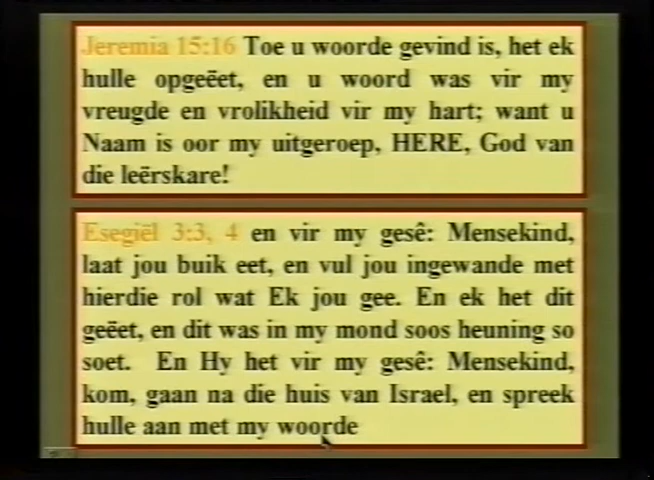 Jeremia 15:16 Toe u woorde gevind is, het ek
hulle opgeëet, en u woord was vir my
vreugde en vrolikheid vir my hart; want u
Naam is oor my uitgeroep, HERE, God van
die leërskare!
Esegiël 3:3, 4 en vir my gesê: Mensekind,
laat jou buik eet, en vul jou ingewande met
hierdie rol wat Ek jou gee. En ek het dit
geëet, en dit was in my mond soos heuning so
soet. En Hy het vir my gesê: Mensekind,
kom, gaan na die huis van Israel, en spreek
hulle aan met my woorde